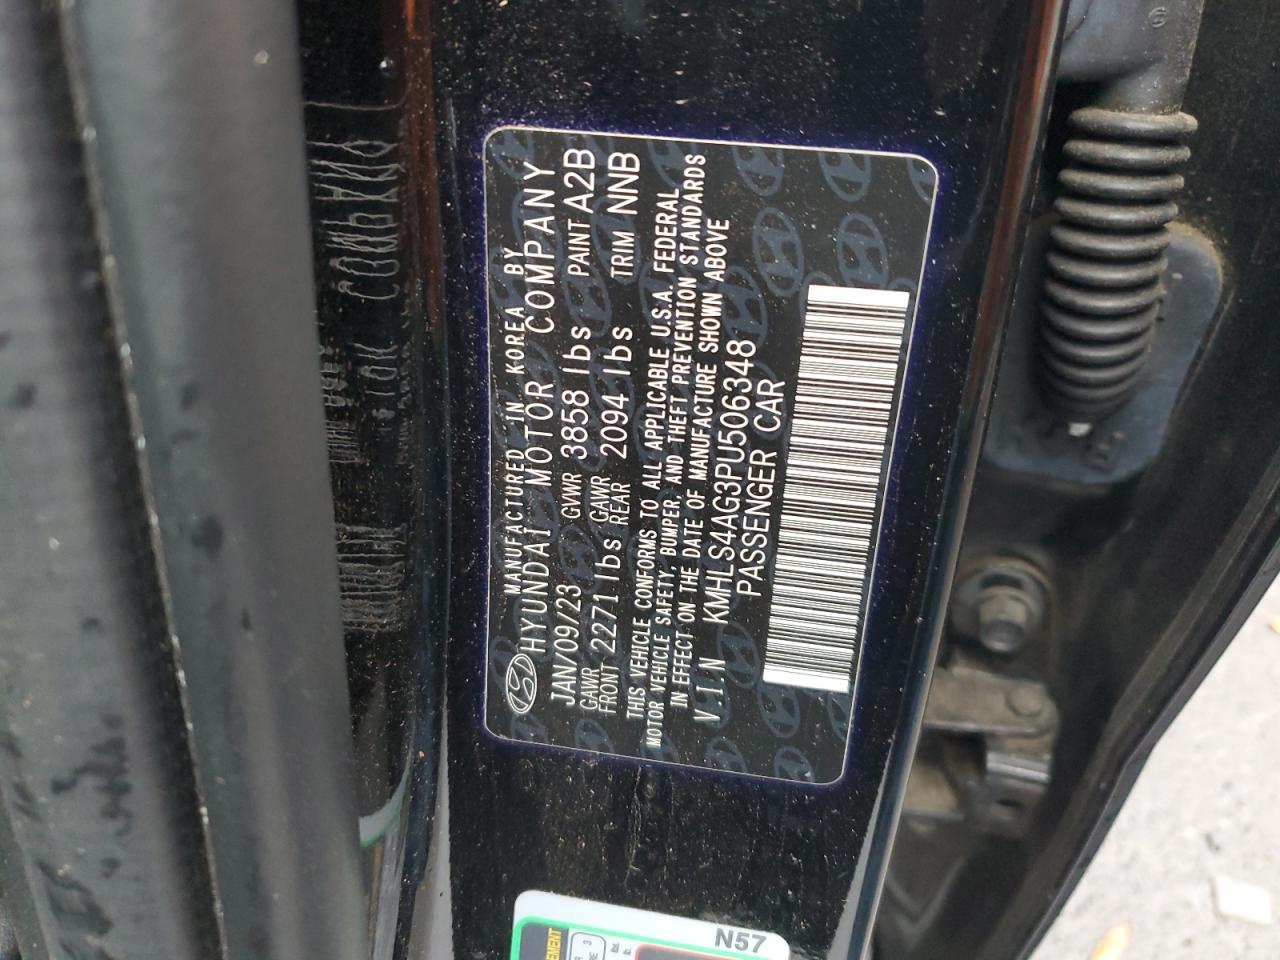 MANUFACTURED IN KOREA BY
HYUNDAI MOTOR COMPANY
JAN/09/23 GVWR 3858 lbs PAINT A2B
GAWR FRONT 2271 lbs GAWR REAR 2094 lbs TRIM NNB
THIS VEHICLE CONFORMS TO ALL APPLICABLE U.S.A. FEDERAL
MOTOR VEHICLE SAFETY, BUMPER, AND THEFT PREVENTION STANDARDS
IN EFFECT ON THE DATE OF MANUFACTURE SHOWN ABOVE
V.I.N KMHLS4AG3PU506348
PASSENGER CAR
N57